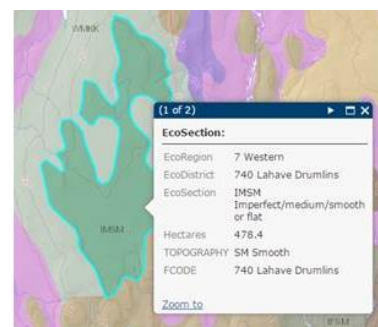 WMKK
(1 of 2)
EcoSection:
EcoRegion 7 Western
EcoDistrict 740 Lahave Drumlins
EcoSection IMSM
Imperfect/medium/smooth
or flat
Hectares 478.4
TOPOGRAPHY SM Smooth
FCODE 740 Lahave Drumlins
IMSM
Zoom to
IFSM